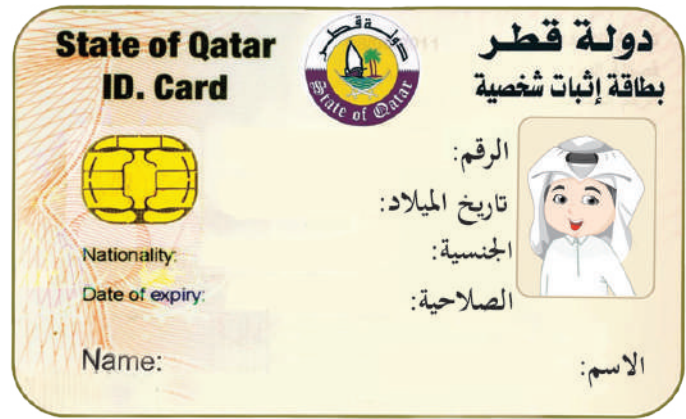 State of Qatar
ID. Card
دولة قطر
State of Qatar
دولة قطر
بطاقة إثبات شخصية
الرقم:
تاريخ الميلاد:
Nationality:
الجنسية:
Date of expiry:
الصلاحية:
Name:
الاسم: